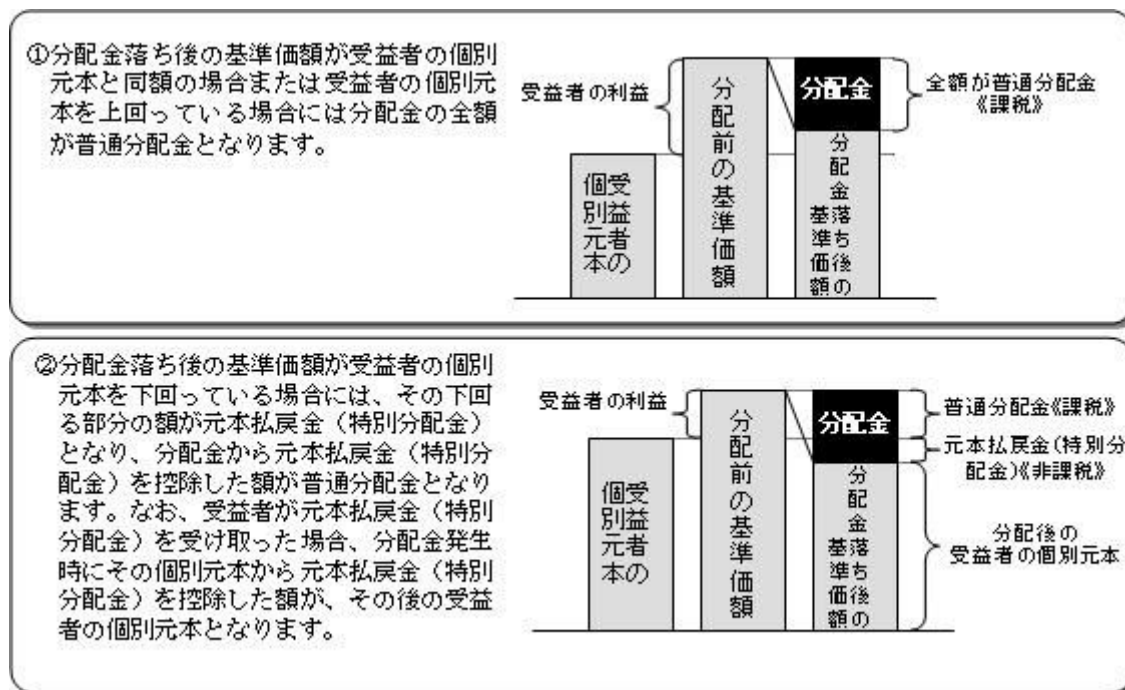 ①分配金落ち後の基準価額が受益者の個別
元本と同額の場合または受益者の個別元
本を上回っている場合には分配金の全額
が普通分配金となります。
受益者の利益
受益者の
個別元本
分配前の基準価額
分配金
分配金落ち後の
基準価額
全額が普通分配金
《課税》
②分配金落ち後の基準価額が受益者の個別
元本を下回っている場合には、その下回
る部分の額が元本払戻金（特別分配金）
となり、分配金から元本払戻金（特別分
配金）を控除した額が普通分配金となり
ます。なお、受益者が元本払戻金（特別
分配金）を受け取った場合、分配金発生
時にその個別元本から元本払戻金（特別
分配金）を控除した額が、その後の受益
者の個別元本となります。
受益者の利益
受益者の
個別元本
分配前の基準価額
分配金
分配金落ち後の
基準価額
普通分配金《課税》
元本払戻金(特別分
配金)《非課税》
分配後の
受益者の個別元本